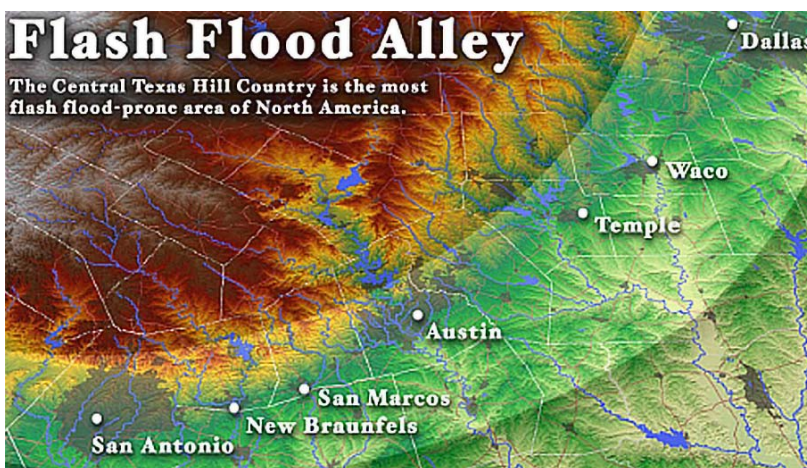 Flash Flood Alley
The Central Texas Hill Country is the most
flash flood-prone area of North America.
Dallas
Waco
Temple
Austin
San Marcos
New Braunfels
San Antonio